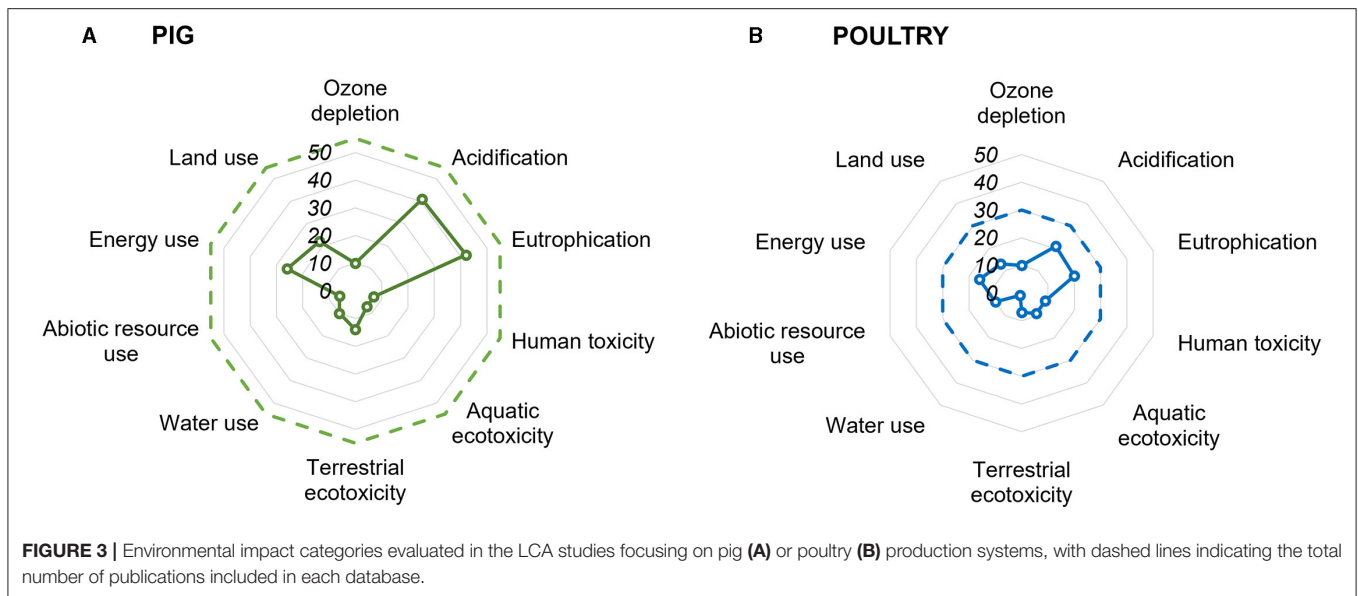 A PIG
Ozone
depletion
Acidification
Eutrophication
Human toxicity
Aquatic
ecotoxicity
Terrestrial
ecotoxicity
Water use
Abiotic resource
use
Energy use
Land use
50
40
30
20
10
0
B POULTRY
Ozone
depletion
Acidification
Eutrophication
Human toxicity
Aquatic
ecotoxicity
Terrestrial
ecotoxicity
Water use
Abiotic resource
use
Energy use
Land use
50
40
30
20
10
0
FIGURE 3 | Environmental impact categories evaluated in the LCA studies focusing on pig (A) or poultry (B) production systems, with dashed lines indicating the total
number of publications included in each database.